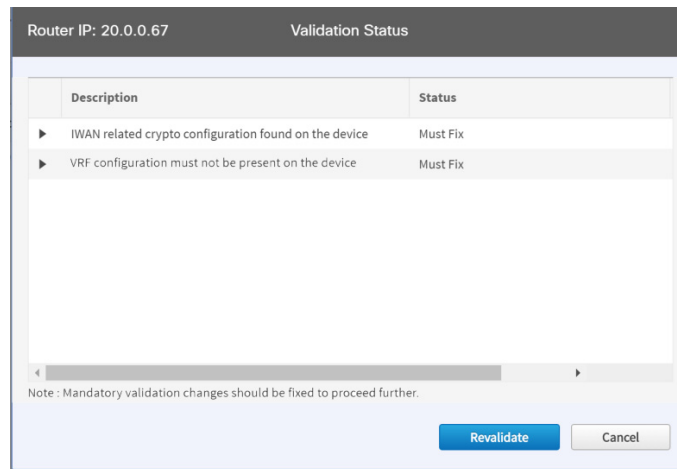 Router IP: 20.0.0.67 Validation Status
Description Status
IWAN related crypto configuration found on the device Must Fix
VRF configuration must not be present on the device Must Fix
Note : Mandatory validation changes should be fixed to proceed further.
Revalidate Cancel